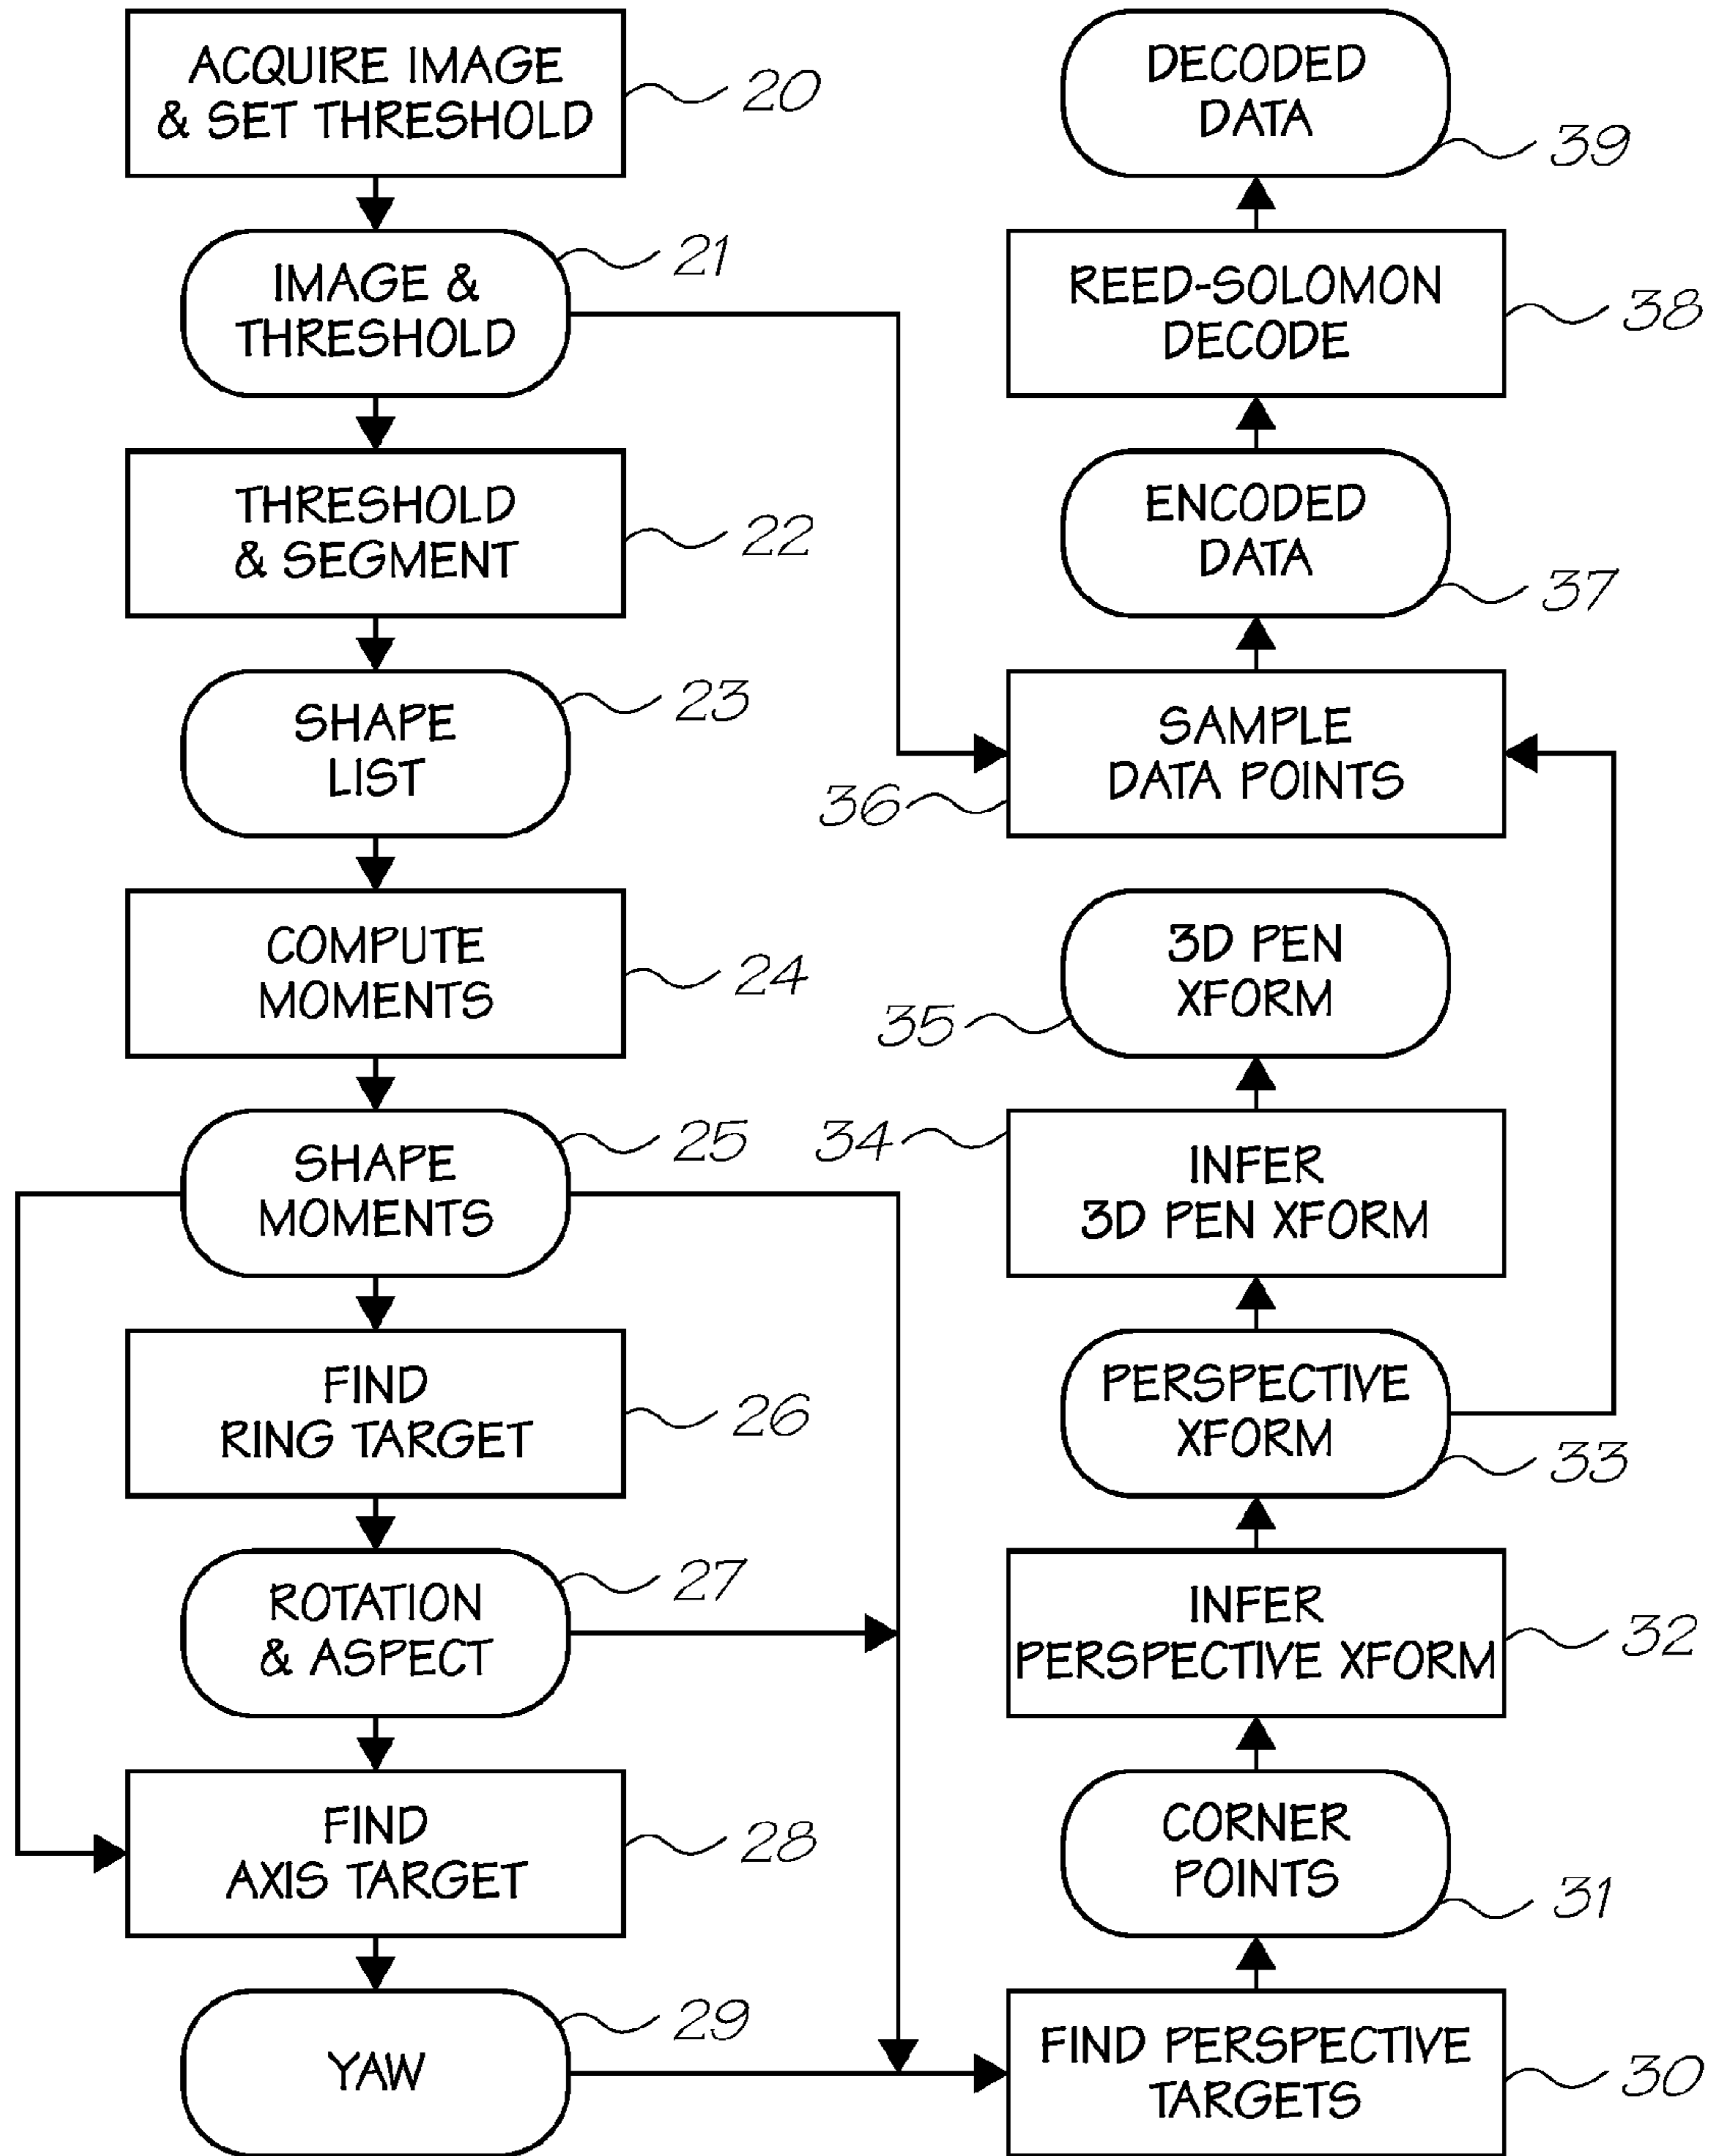 ACQUIRE IMAGE
& SET THRESHOLD
20
IMAGE &
THRESHOLD
21
THRESHOLD
& SEGMENT
22
SHAPE
LIST
23
COMPUTE
MOMENTS
24
SHAPE
MOMENTS
25
FIND
RING TARGET
26
ROTATION
& ASPECT
27
FIND
AXIS TARGET
28
YAW
29
DECODED
DATA
39
REED-SOLOMON
DECODE
38
ENCODED
DATA
37
SAMPLE
DATA POINTS
36
3D PEN
XFORM
35
INFER
3D PEN XFORM
34
PERSPECTIVE
XFORM
33
INFER
PERSPECTIVE XFORM
32
CORNER
POINTS
31
FIND PERSPECTIVE
TARGETS
30